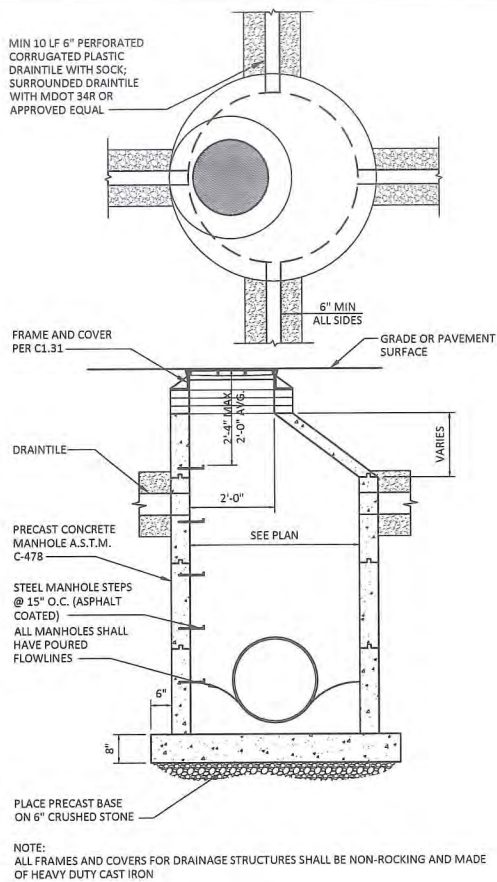 MIN 10 LF 6" PERFORATED
CORRUGATED PLASTIC
DRAINTILE WITH SOCK;
SURROUNDED DRAINTILE
WITH MDOT 34R OR
APPROVED EQUAL
6" MIN
ALL SIDES
FRAME AND COVER
PER C1.31
GRADE OR PAVEMENT
SURFACE
2'-4" MAX.
2'-0" AVG.
VARIES
DRAINTILE
2'-0"
SEE PLAN
PRECAST CONCRETE
MANHOLE A.S.T.M.
C-478
STEEL MANHOLE STEPS
@ 15" O.C. (ASPHALT
COATED)
ALL MANHOLES SHALL
HAVE POURED
FLOWLINES
6"
8"
PLACE PRECAST BASE
ON 6" CRUSHED STONE
NOTE:
ALL FRAMES AND COVERS FOR DRAINAGE STRUCTURES SHALL BE NON-ROCKING AND MADE
OF HEAVY DUTY CAST IRON